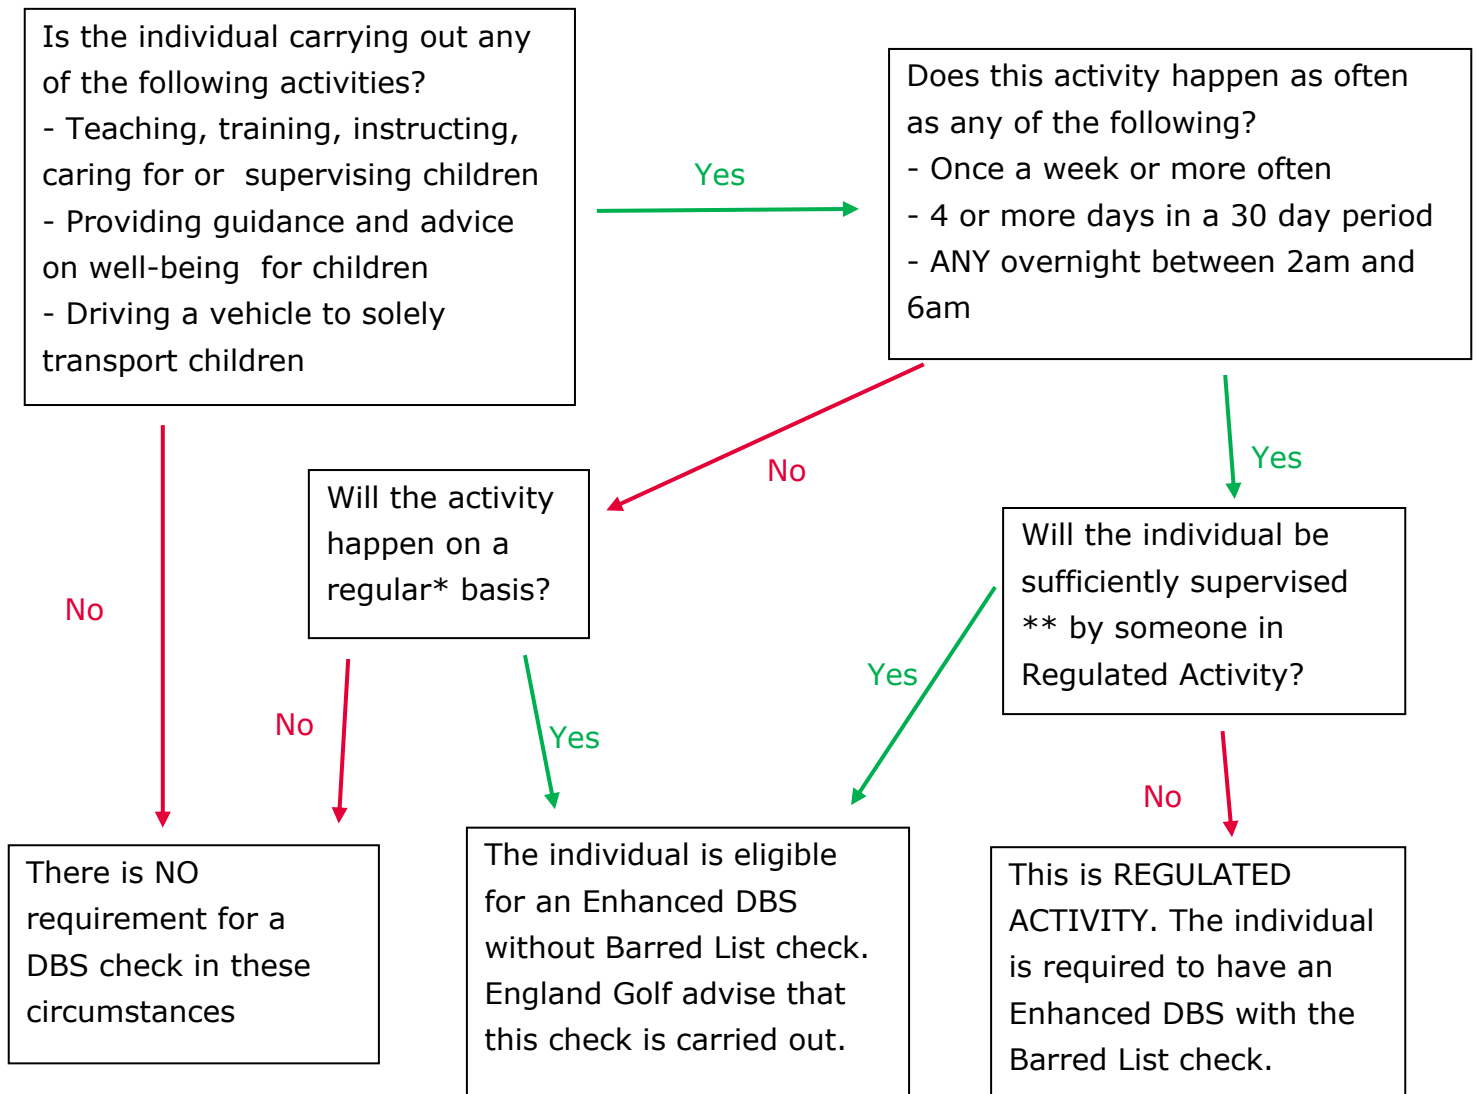 Is the individual carrying out any
of the following activities?
- Teaching, training, instructing,
caring for or  supervising children
- Providing guidance and advice
on well-being  for children
- Driving a vehicle to solely
transport children
Yes
Does this activity happen as often
as any of the following?
- Once a week or more often
- 4 or more days in a 30 day period
- ANY overnight between 2am and
6am
No
No
Yes
Will the activity
happen on a
regular* basis?
Will the individual be
sufficiently supervised
** by someone in
Regulated Activity?
No
Yes
Yes
No
There is NO
requirement for a
DBS check in these
circumstances
The individual is eligible
for an Enhanced DBS
without Barred List check.
England Golf advise that
this check is carried out.
This is REGULATED
ACTIVITY. The individual
is required to have an
Enhanced DBS with the
Barred List check.